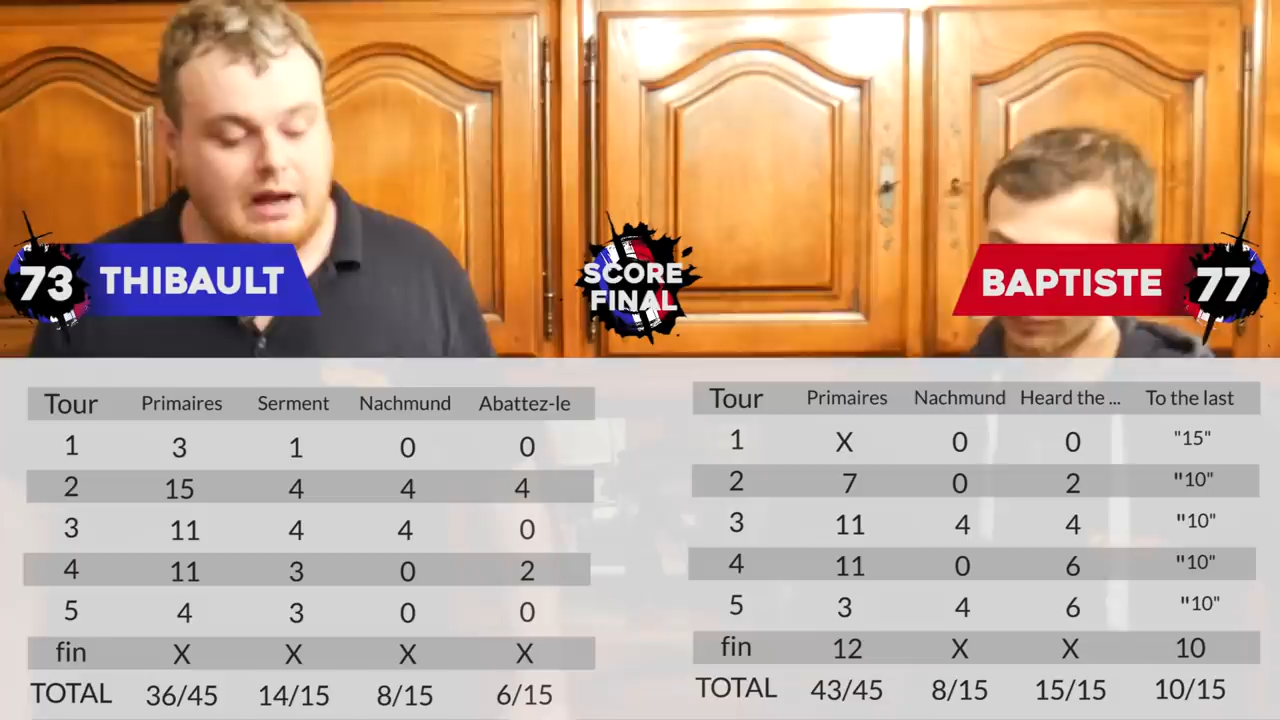 73 THIBAULT
SCORE
FINAL
BAPTISTE 77
Tour Primaires Serment Nachmund Abattez-le
1 3 1 0 0
2 15 4 4 4
3 11 4 4 0
4 11 3 0 2
5 4 3 0 0
fin X X X X
TOTAL 36/45 14/15 8/15 6/15
Tour Primaires Nachmund Heard the ... To the last
1 X 0 0 "15"
2 7 0 2 "10"
3 11 4 4 "10"
4 11 0 6 "10"
5 3 4 6 "10"
fin 12 X X 10
TOTAL 43/45 8/15 15/15 10/15